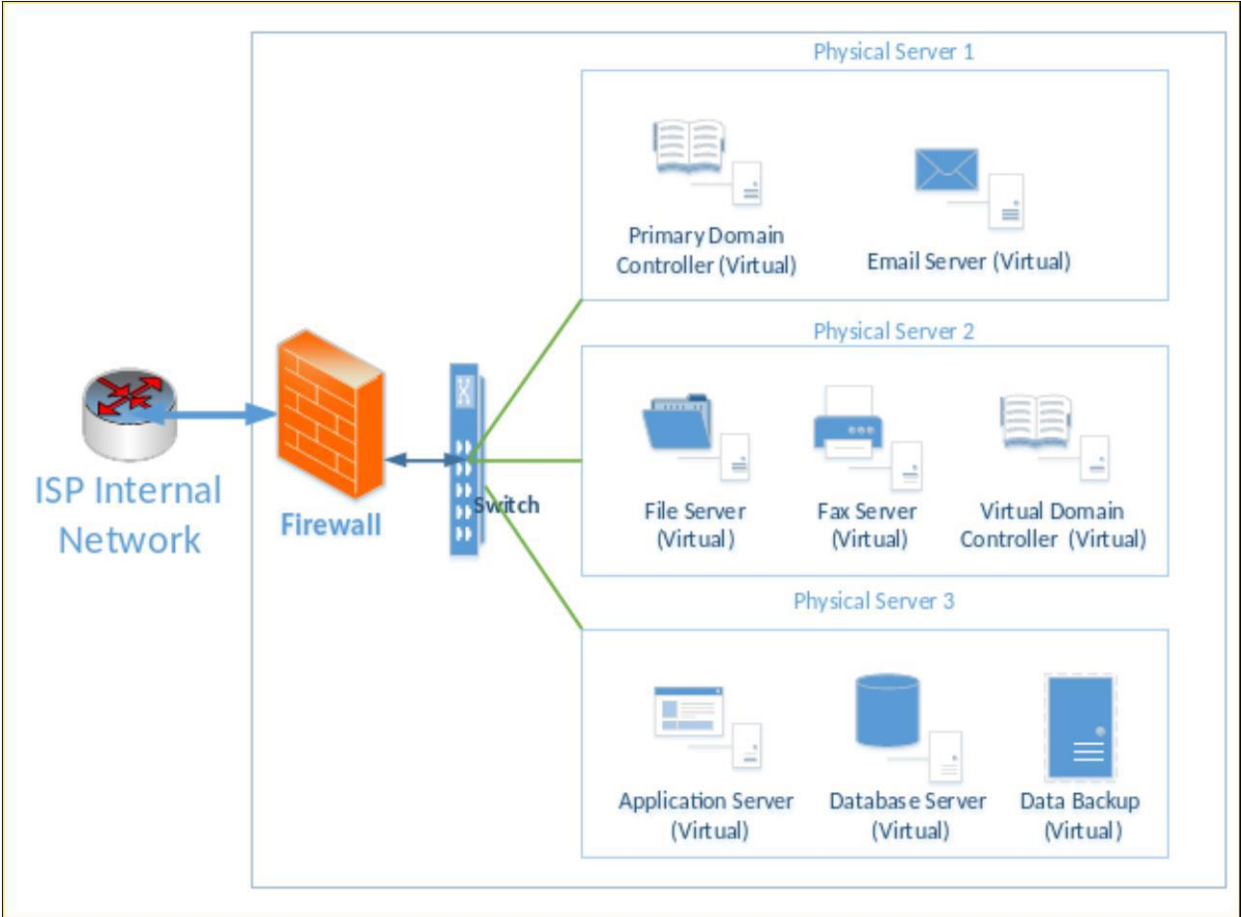 Physical Server 1
Primary Domain
Controller (Virtual)
Email Server (Virtual)
Physical Server 2
ISP Internal
Network
Firewall
Switch
File Server
(Virtual)
Fax Server
(Virtual)
Virtual Domain
Controller (Virtual)
Physical Server 3
Application Server
(Virtual)
Database Server
(Virtual)
Data Backup
(Virtual)